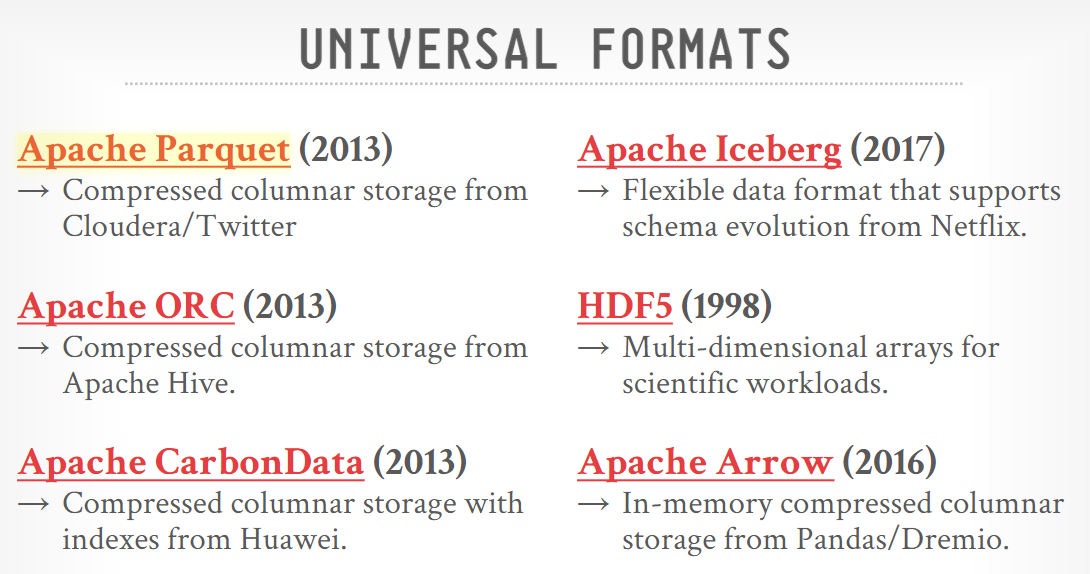 UNIVERSAL FORMATS
Apache Parquet (2013)
→ Compressed columnar storage from
Cloudera/Twitter
Apache ORC (2013)
→ Compressed columnar storage from
Apache Hive.
Apache CarbonData (2013)
→ Compressed columnar storage with
indexes from Huawei.
Apache Iceberg (2017)
→ Flexible data format that supports
schema evolution from Netflix.
HDF5 (1998)
→ Multi-dimensional arrays for
scientific workloads.
Apache Arrow (2016)
→ In-memory compressed columnar
storage from Pandas/Dremio.